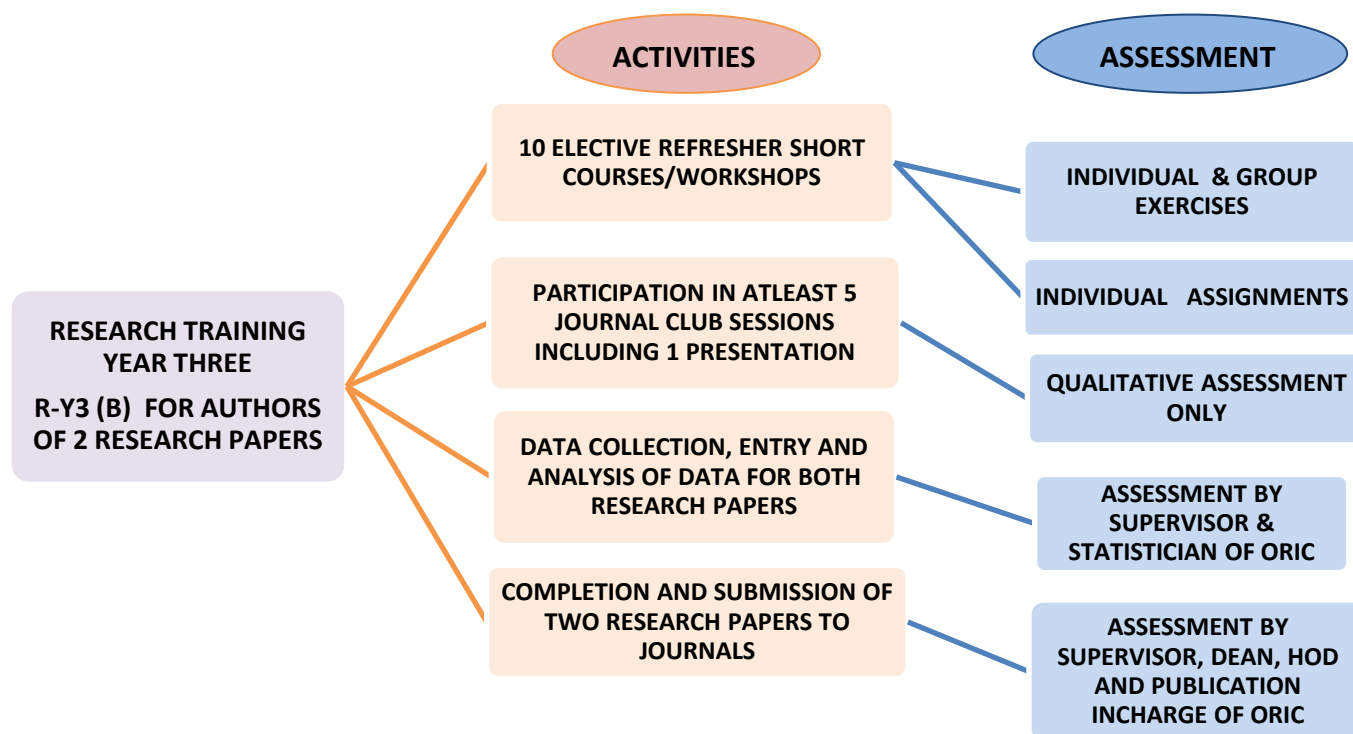 ACTIVITIES
ASSESSMENT
10 ELECTIVE REFRESHER SHORT
COURSES/WORKSHOPS
INDIVIDUAL & GROUP
EXERCISES
INDIVIDUAL ASSIGNMENTS
RESEARCH TRAINING
YEAR THREE
R-Y3 (B) FOR AUTHORS
OF 2 RESEARCH PAPERS
PARTICIPATION IN ATLEAST 5
JOURNAL CLUB SESSIONS
INCLUDING 1 PRESENTATION
QUALITATIVE ASSESSMENT
ONLY
DATA COLLECTION, ENTRY AND
ANALYSIS OF DATA FOR BOTH
RESEARCH PAPERS
ASSESSMENT BY
SUPERVISOR &
STATISTICIAN OF ORIC
COMPLETION AND SUBMISSION OF
TWO RESEARCH PAPERS TO
JOURNALS
ASSESSMENT BY
SUPERVISOR, DEAN, HOD
AND PUBLICATION
INCHARGE OF ORIC